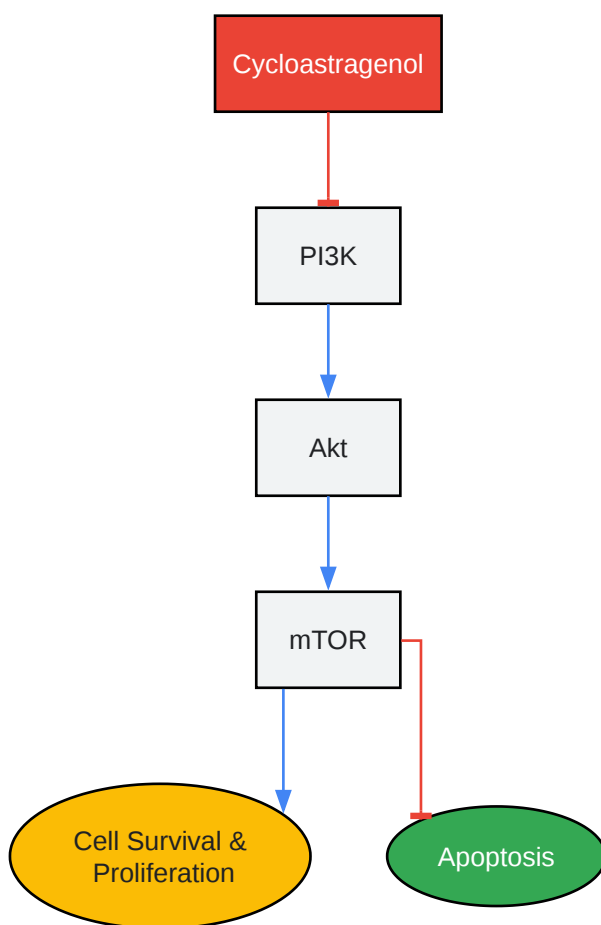 Cycloastragenol
PI3K
Akt
mTOR
Cell Survival &
Proliferation
Apoptosis